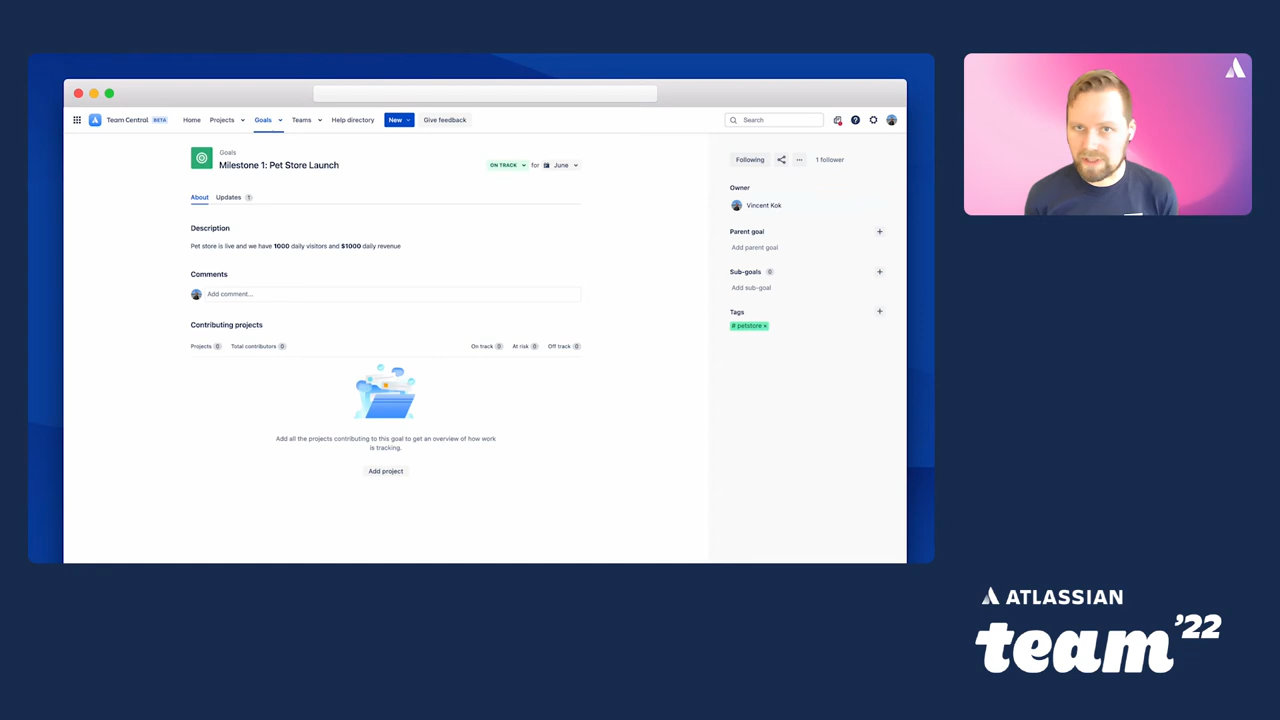 Team Central BETA Home Projects Goals Teams Help directory New Give feedback Search
Goals
Milestone 1: Pet Store Launch
ON TRACK for June
Following 1 follower
About Updates 1
Owner
Vincent Kok
Description
Pet store is live and we have 1000 daily visitors and $1000 daily revenue
Parent goal
Add parent goal
Comments
Add comment...
Sub-goals 0
Add sub-goal
Tags
# petstore ×
Contributing projects
Projects 0 Total contributors 0 On track 0 At risk 0 Off track 0
Add all the projects contributing to this goal to get an overview of how work
is tracking.
Add project
ATLASSIAN
team '22